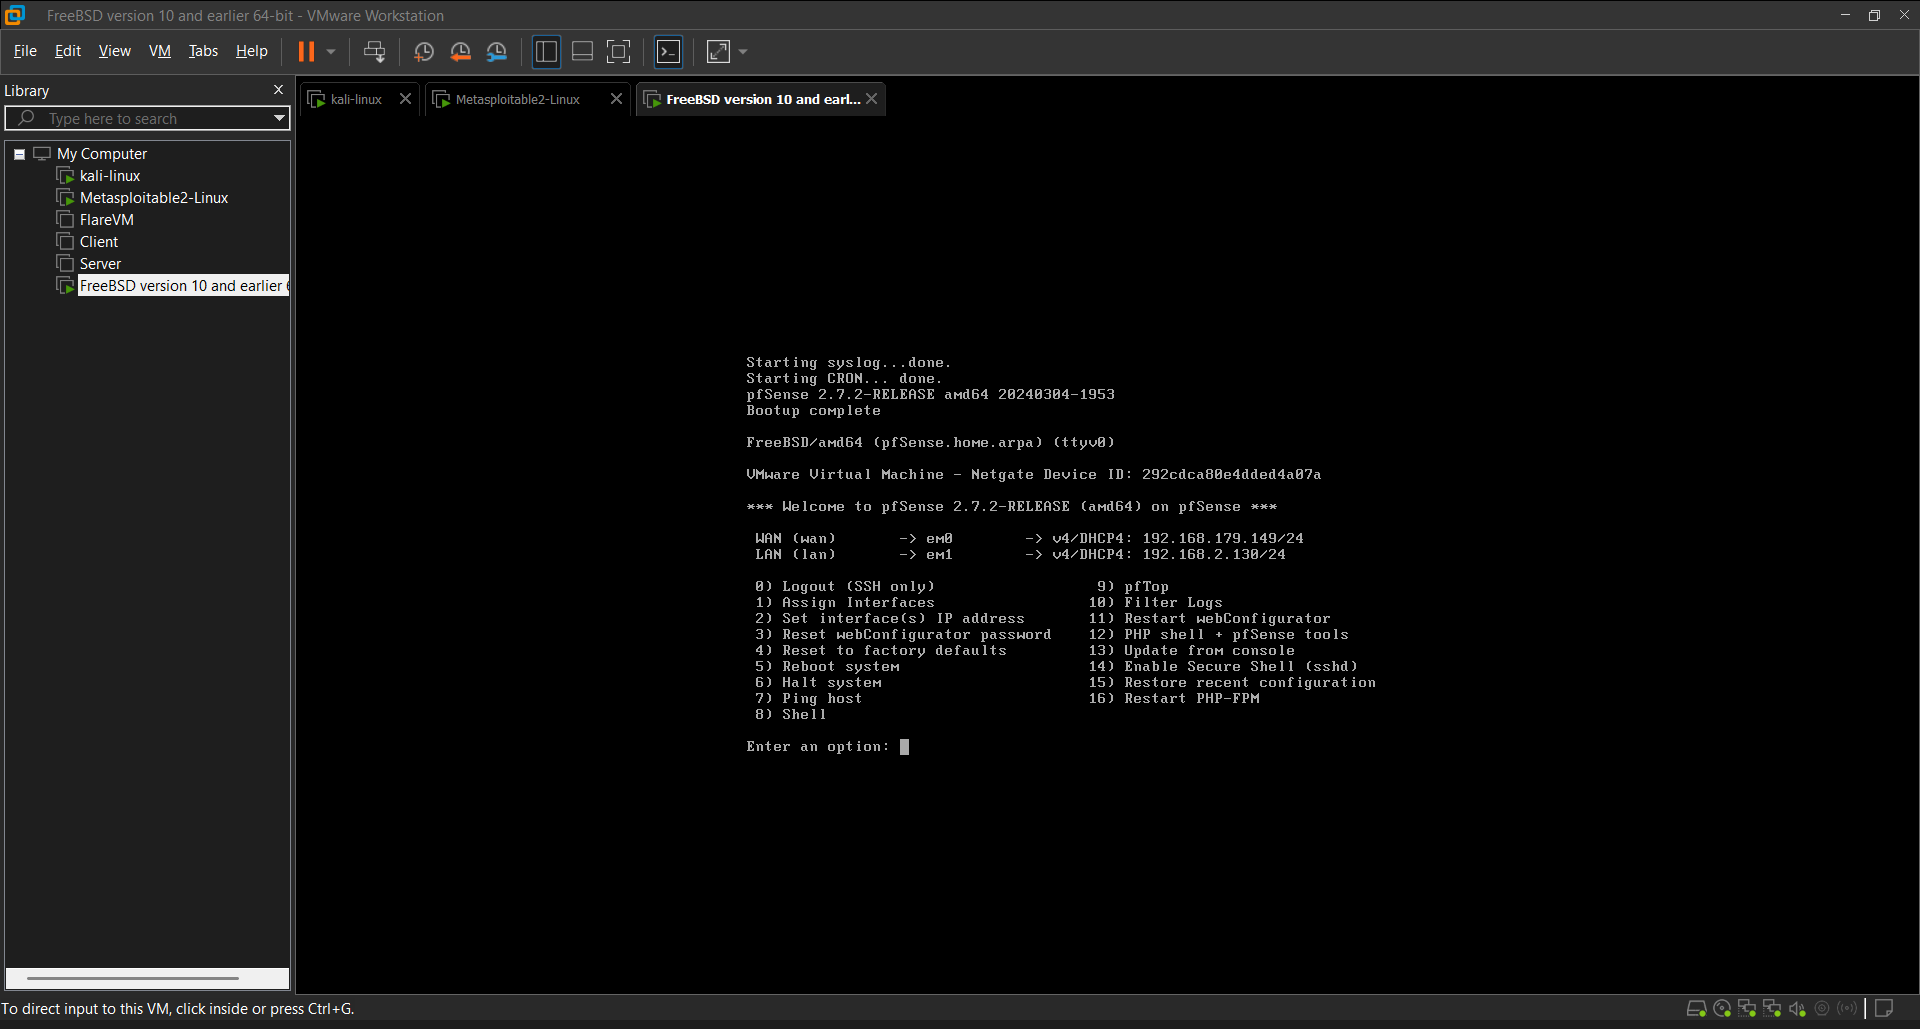 FreeBSD version 10 and earlier 64-bit - VMware Workstation
File Edit View VM Tabs Help
Library
Type here to search
My Computer
kali-linux
Metasploitable2-Linux
FlareVM
Client
Server
FreeBSD version 10 and earlier 6
kali-linux
Metasploitable2-Linux
FreeBSD version 10 and earl...
Starting syslog...done.
Starting CRON... done.
pfSense 2.7.2-RELEASE amd64 20240304-1953
Bootup complete
FreeBSD/amd64 (pfSense.home.arpa) (ttyv0)
VMware Virtual Machine - Netgate Device ID: 292cdca80e4dded4a07a
*** Welcome to pfSense 2.7.2-RELEASE (amd64) on pfSense ***
WAN (wan) -> em0 -> v4/DHCP4: 192.168.179.149/24
LAN (lan) -> em1 -> v4/DHCP4: 192.168.2.130/24
0) Logout (SSH only) 9) pfTop
1) Assign Interfaces 10) Filter Logs
2) Set interface(s) IP address 11) Restart webConfigurator
3) Reset webConfigurator password 12) PHP shell + pfSense tools
4) Reset to factory defaults 13) Update from console
5) Reboot system 14) Enable Secure Shell (sshd)
6) Halt system 15) Restore recent configuration
7) Ping host 16) Restart PHP-FPM
8) Shell
Enter an option:
To direct input to this VM, click inside or press Ctrl+G.